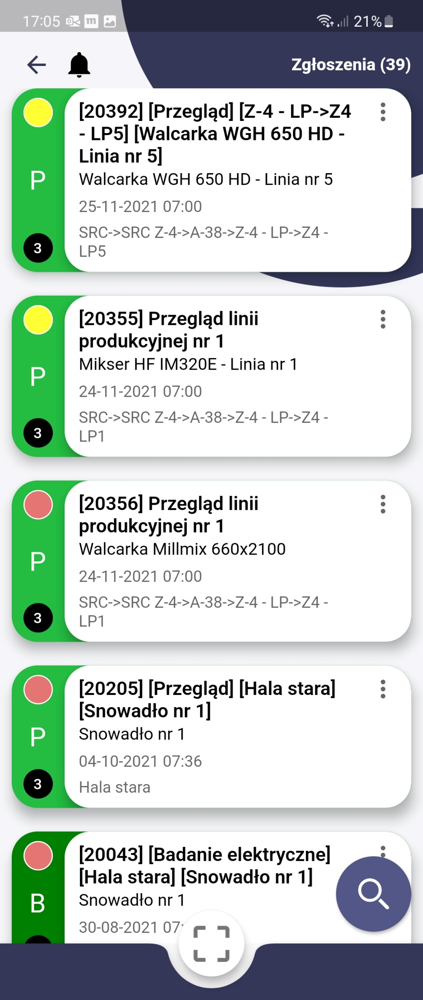 17:05
21%
Zgłoszenia (39)
[20392] [Przegląd] [Z-4 - LP->Z4
- LP5] [Walcarka WGH 650 HD -
Linia nr 5]
Walcarka WGH 650 HD - Linia nr 5
25-11-2021 07:00
SRC->SRC Z-4->A-38->Z-4 - LP->Z4 -
LP5
P
3
[20355] Przegląd linii
produkcyjnej nr 1
Mikser HF IM320E - Linia nr 1
24-11-2021 07:00
SRC->SRC Z-4->A-38->Z-4 - LP->Z4 -
LP1
P
3
[20356] Przegląd linii
produkcyjnej nr 1
Walcarka Millmix 660x2100
24-11-2021 07:00
SRC->SRC Z-4->A-38->Z-4 - LP->Z4 -
LP1
P
3
[20205] [Przegląd] [Hala stara]
[Snowadło nr 1]
Snowadło nr 1
04-10-2021 07:36
Hala stara
P
3
[20043] [Badanie elektryczne]
[Hala stara] [Snowadło nr 1]
Snowadło nr 1
30-08-2021 07:
B